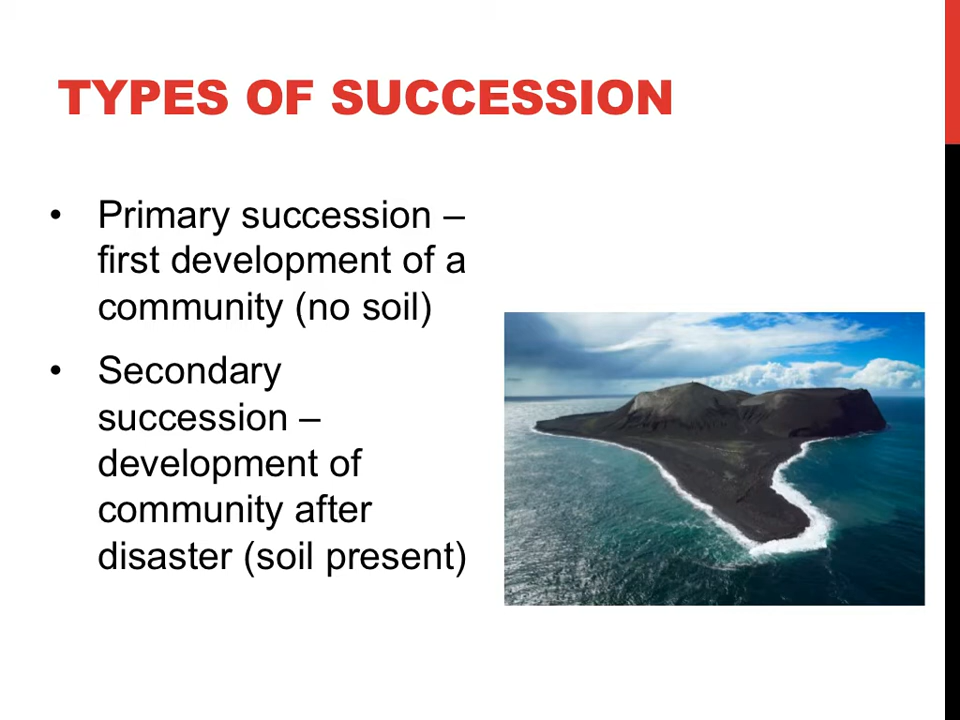 TYPES OF SUCCESSION
• Primary succession –
first development of a
community (no soil)
• Secondary
succession –
development of
community after
disaster (soil present)